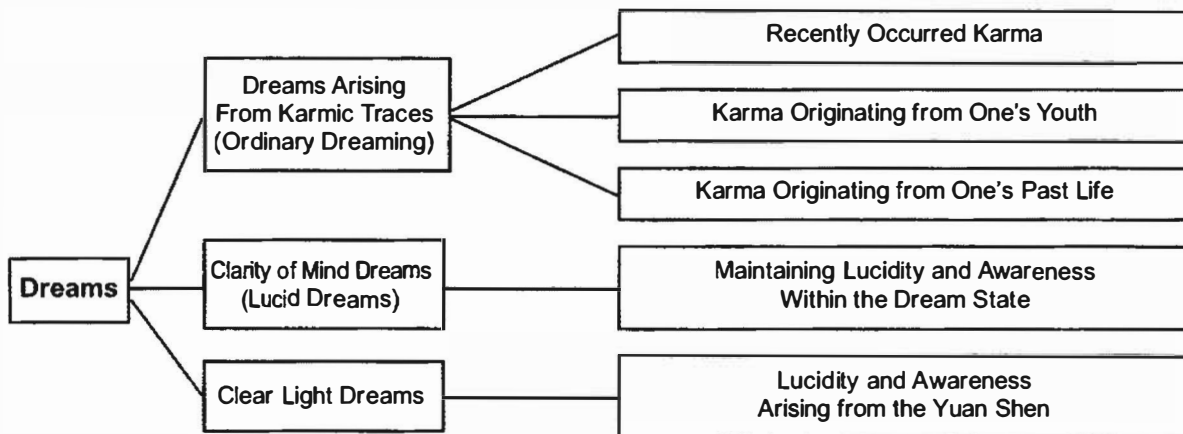 Dreams
Dreams Arising
From Karmic Traces
(Ordinary Dreaming)
Recently Occurred Karma
Karma Originating from One's Youth
Karma Originating from One's Past Life
Clarity of Mind Dreams
(Lucid Dreams)
Maintaining Lucidity and Awareness
Within the Dream State
Clear Light Dreams
Lucidity and Awareness
Arising from the Yuan Shen